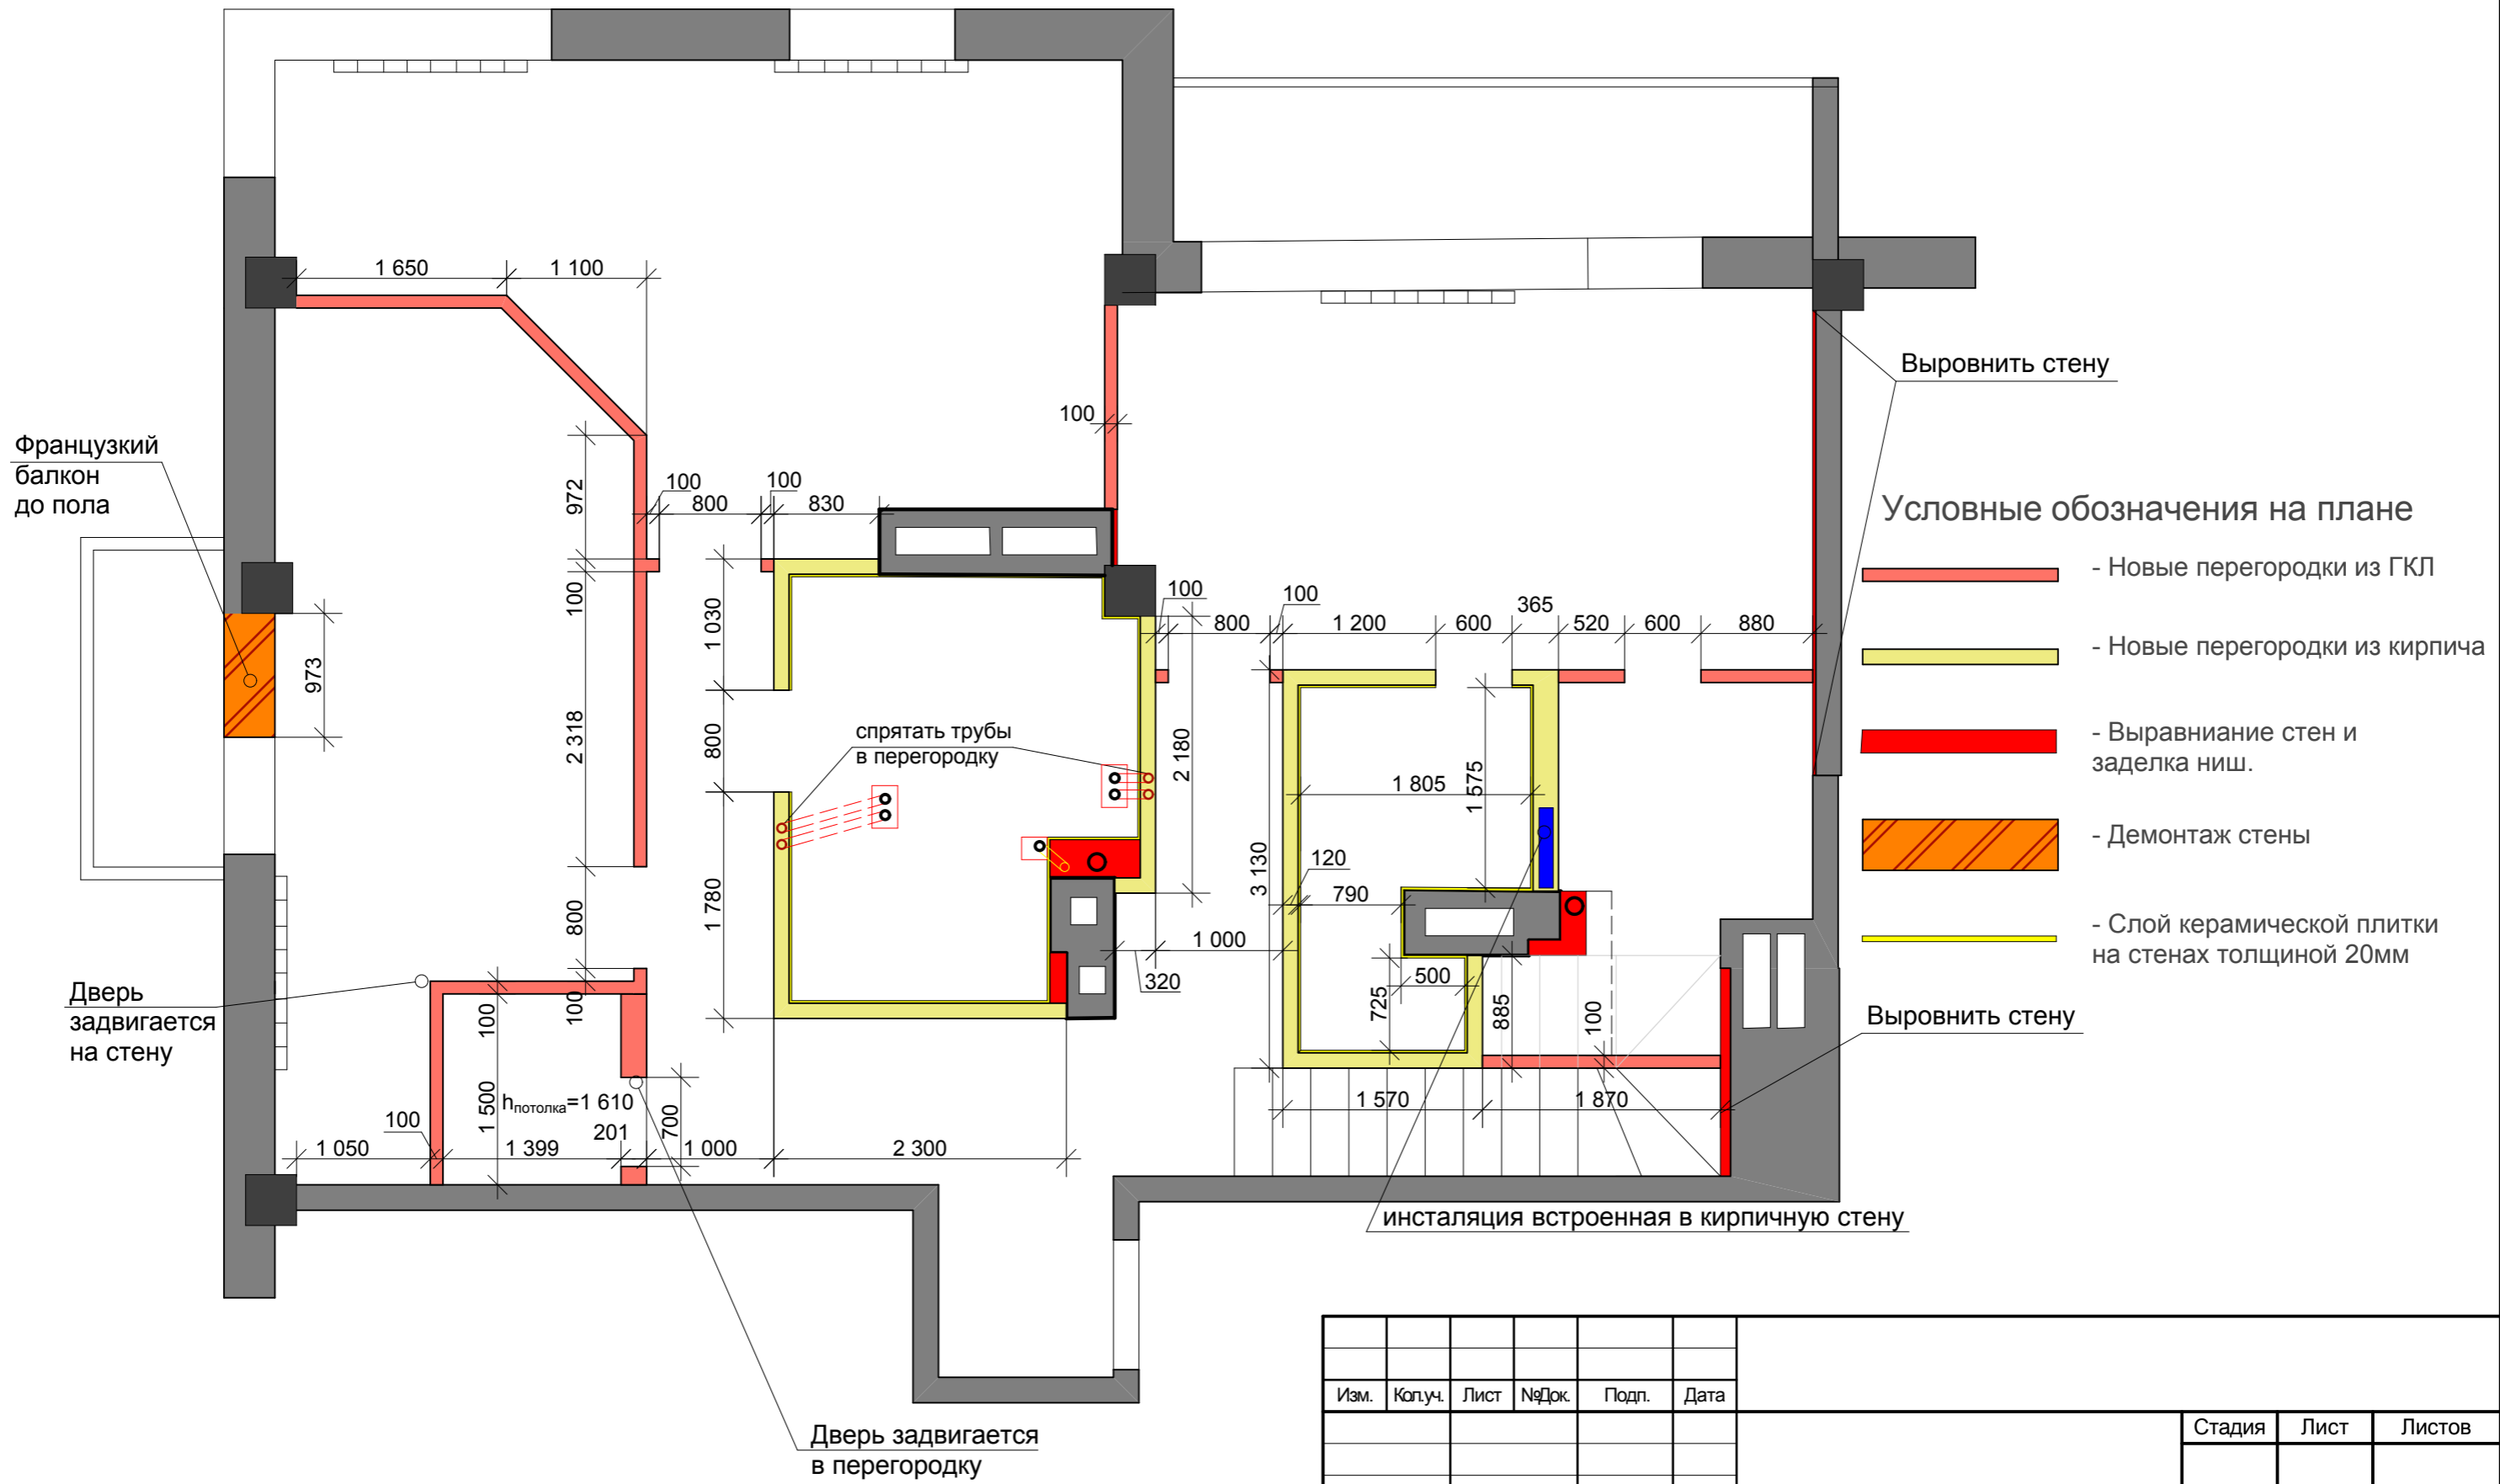 1 650
1 100
Выровнить стену
100
Французкий
балкон
до пола
972
100
800
100
830
Условные обозначения на плане
- Новые перегородки из ГКЛ
100
1 030
100
800
100
1 200
600
365
520
600
880
- Новые перегородки из кирпича
973
2 318
800
спрятать трубы
в перегородку
2 180
1 805
1 575
- Выравниание стен и
заделка ниш.
- Демонтаж стены
800
1 780
3 130
120
790
1 000
320
500
725
885
100
- Слой керамической плитки
на стенах толщиной 20мм
Дверь
задвигается
на стену
100
100
Выровнить стену
1 500
hпотолка=1 610
700
1 570
1 870
100
1 050
1 399
201
1 000
2 300
инсталяция встроенная в кирпичную стену
Дверь задвигается
в перегородку
Изм.
Кол.уч.
Лист
№Док.
Подп.
Дата
Стадия
Лист
Листов